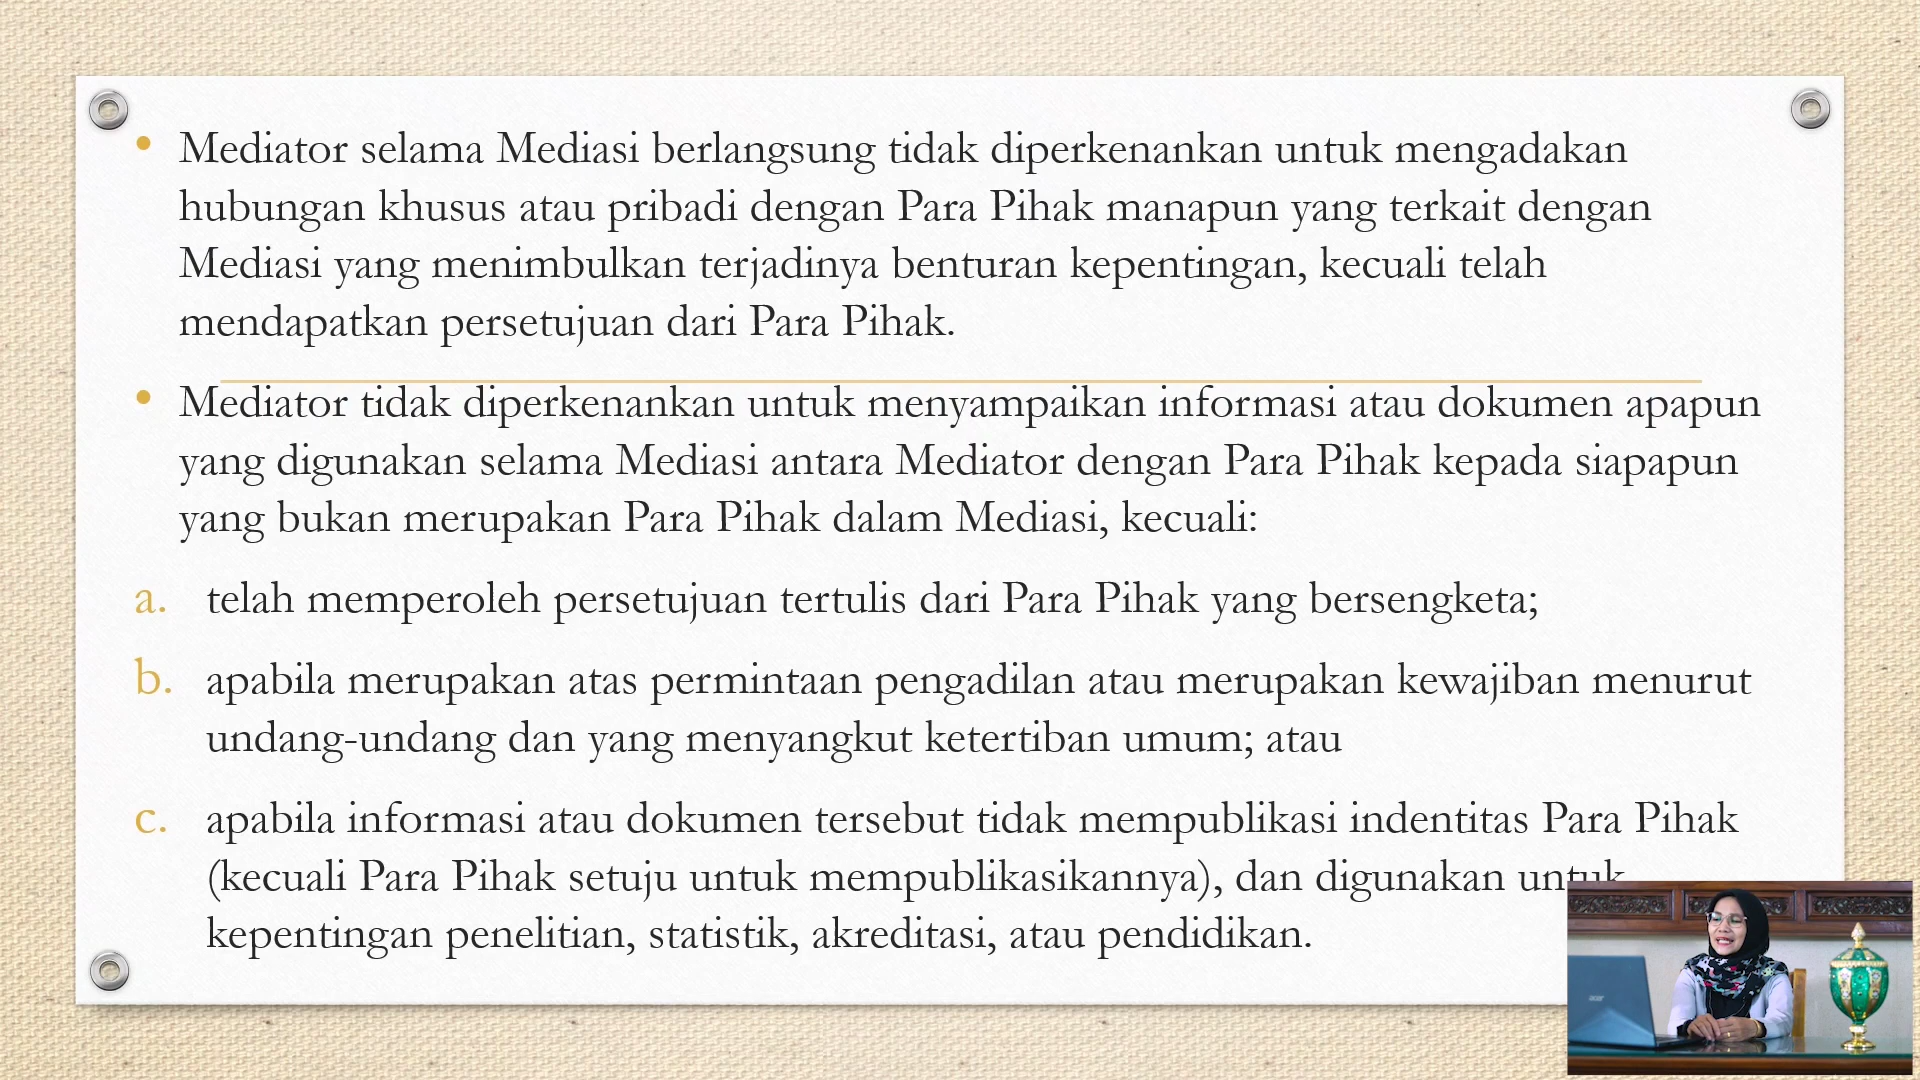 • Mediator selama Mediasi berlangsung tidak diperkenankan untuk mengadakan
hubungan khusus atau pribadi dengan Para Pihak manapun yang terkait dengan
Mediasi yang menimbulkan terjadinya benturan kepentingan, kecuali telah
mendapatkan persetujuan dari Para Pihak.
• Mediator tidak diperkenankan untuk menyampaikan informasi atau dokumen apapun
yang digunakan selama Mediasi antara Mediator dengan Para Pihak kepada siapapun
yang bukan merupakan Para Pihak dalam Mediasi, kecuali:
a. telah memperoleh persetujuan tertulis dari Para Pihak yang bersengketa;
b. apabila merupakan atas permintaan pengadilan atau merupakan kewajiban menurut
undang-undang dan yang menyangkut ketertiban umum; atau
c. apabila informasi atau dokumen tersebut tidak mempublikasi indentitas Para Pihak
(kecuali Para Pihak setuju untuk mempublikasikannya), dan digunakan untuk
kepentingan penelitian, statistik, akreditasi, atau pendidikan.
acer